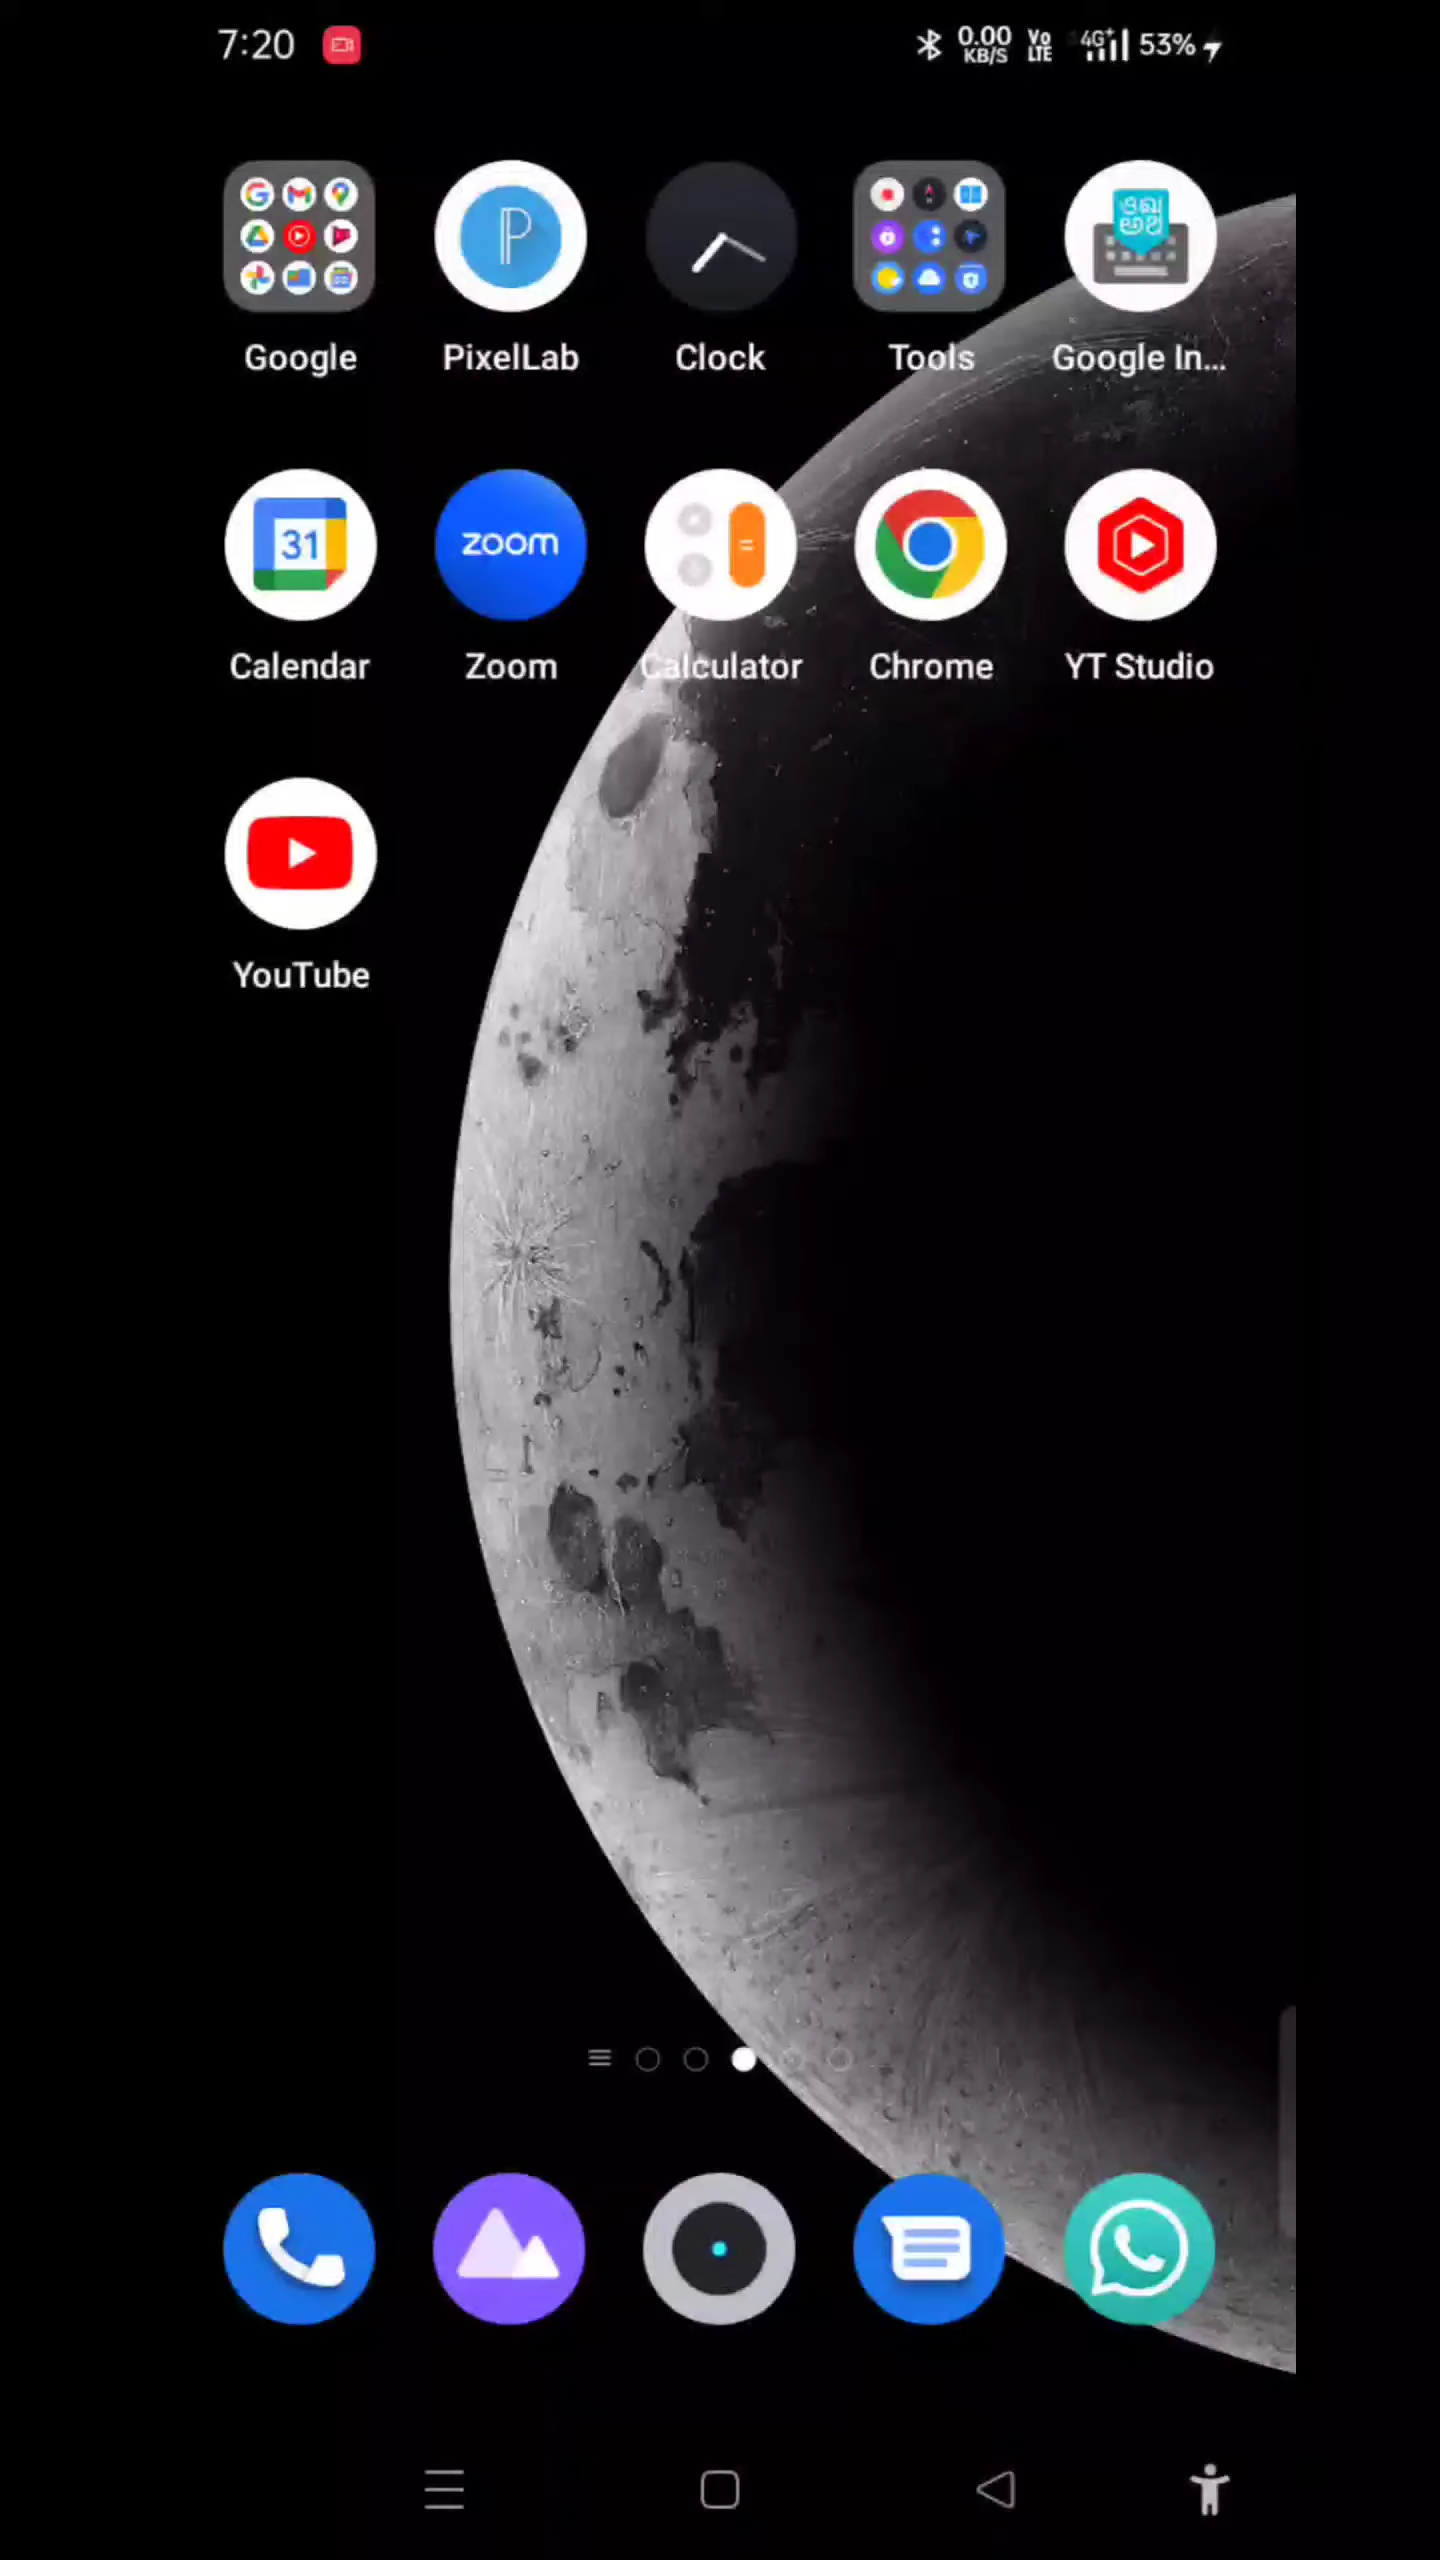 7:20
0.00 KB/S Vo LTE 4G+ 53%
Google PixelLab Clock Tools Google In...
31 zoom
Calendar Zoom Calculator Chrome YT Studio
YouTube